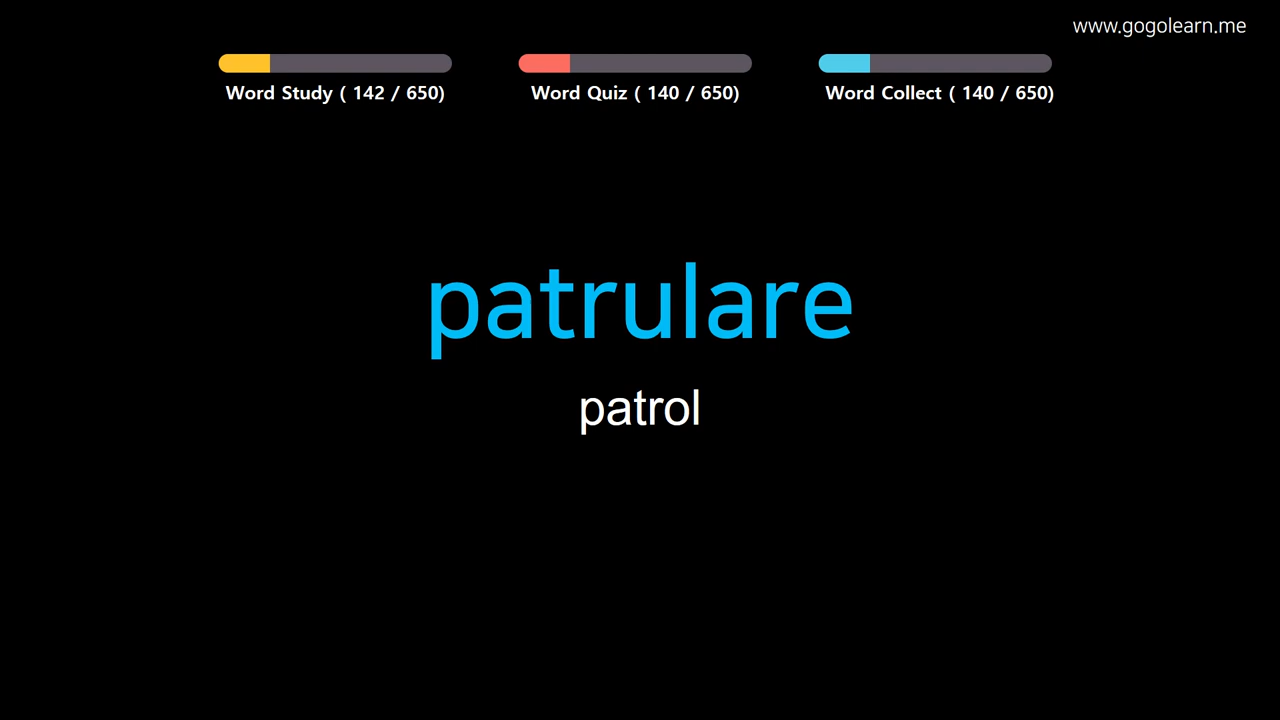 www.gogolearn.me
Word Study ( 142 / 650)
Word Quiz ( 140 / 650)
Word Collect ( 140 / 650)
patrulare
patrol